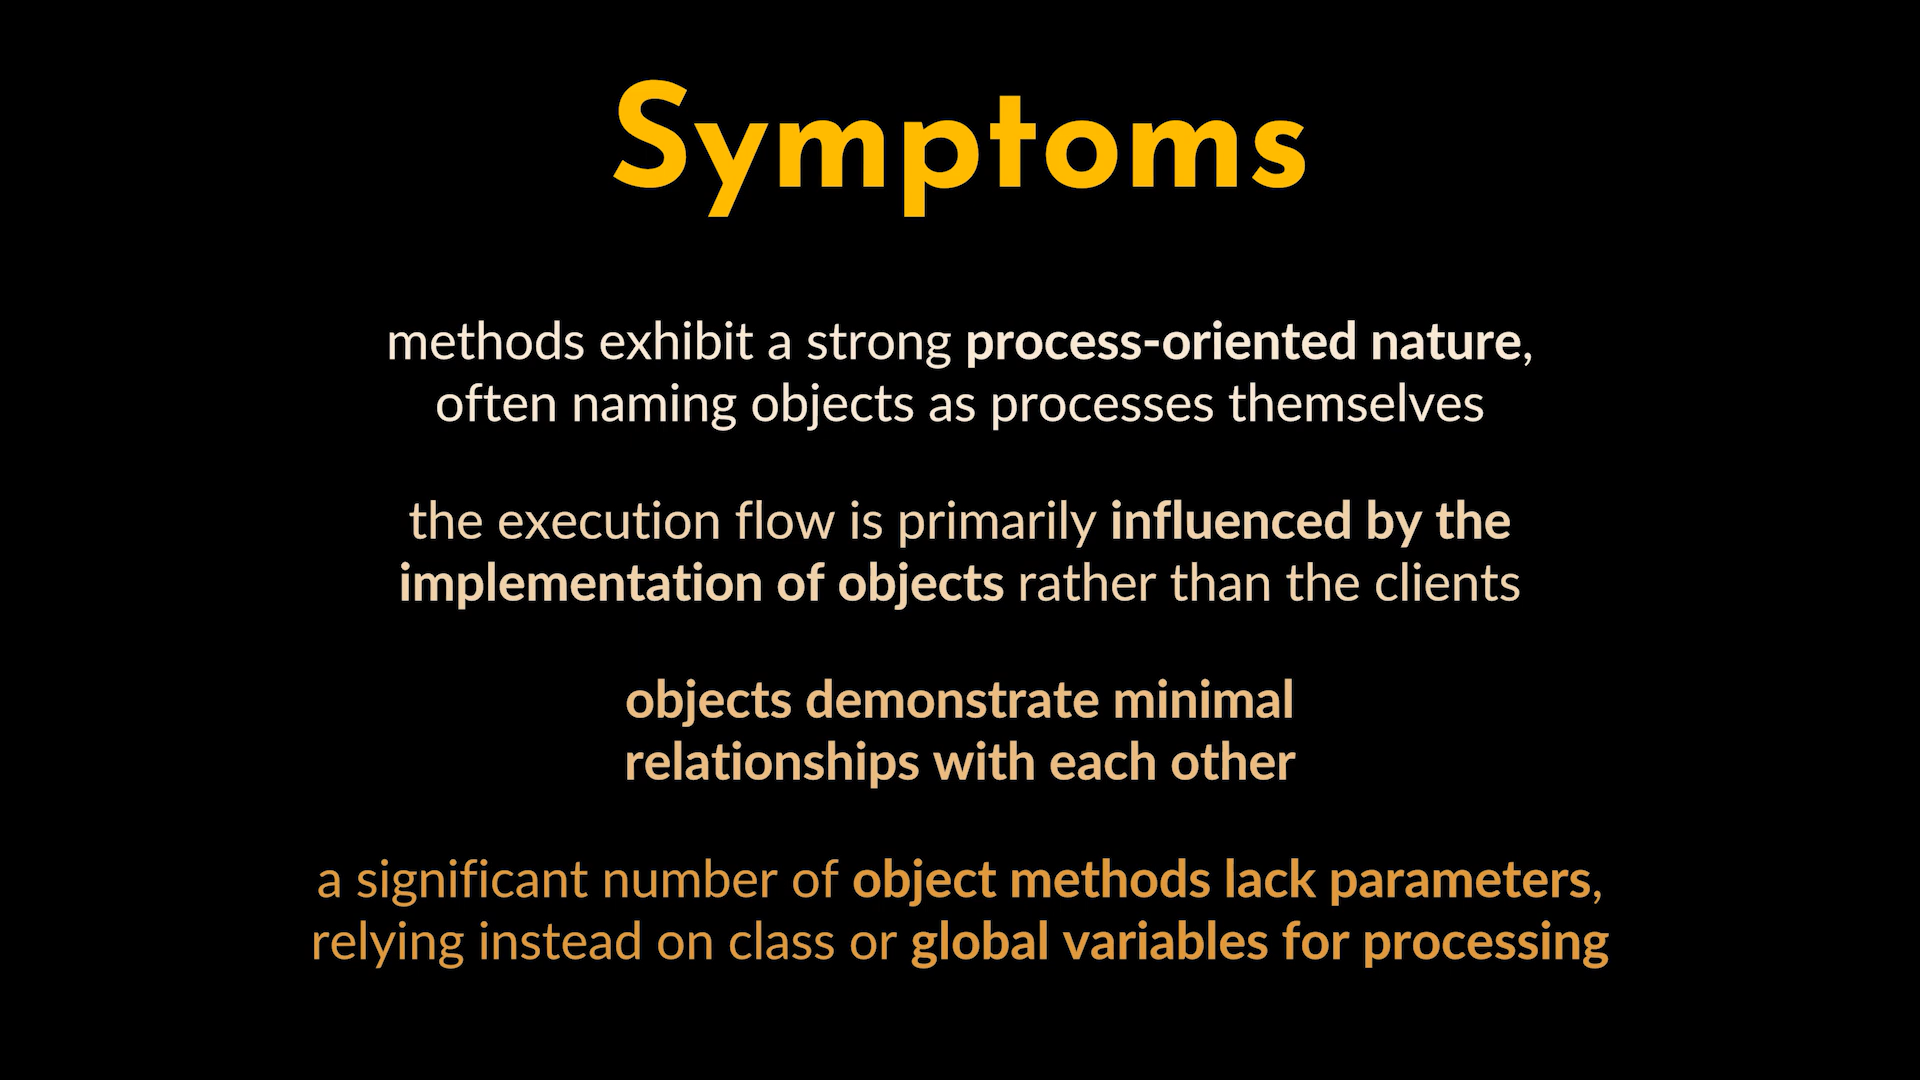 Symptoms
methods exhibit a strong process-oriented nature,
often naming objects as processes themselves
the execution flow is primarily influenced by the
implementation of objects rather than the clients
objects demonstrate minimal
relationships with each other
a significant number of object methods lack parameters,
relying instead on class or global variables for processing